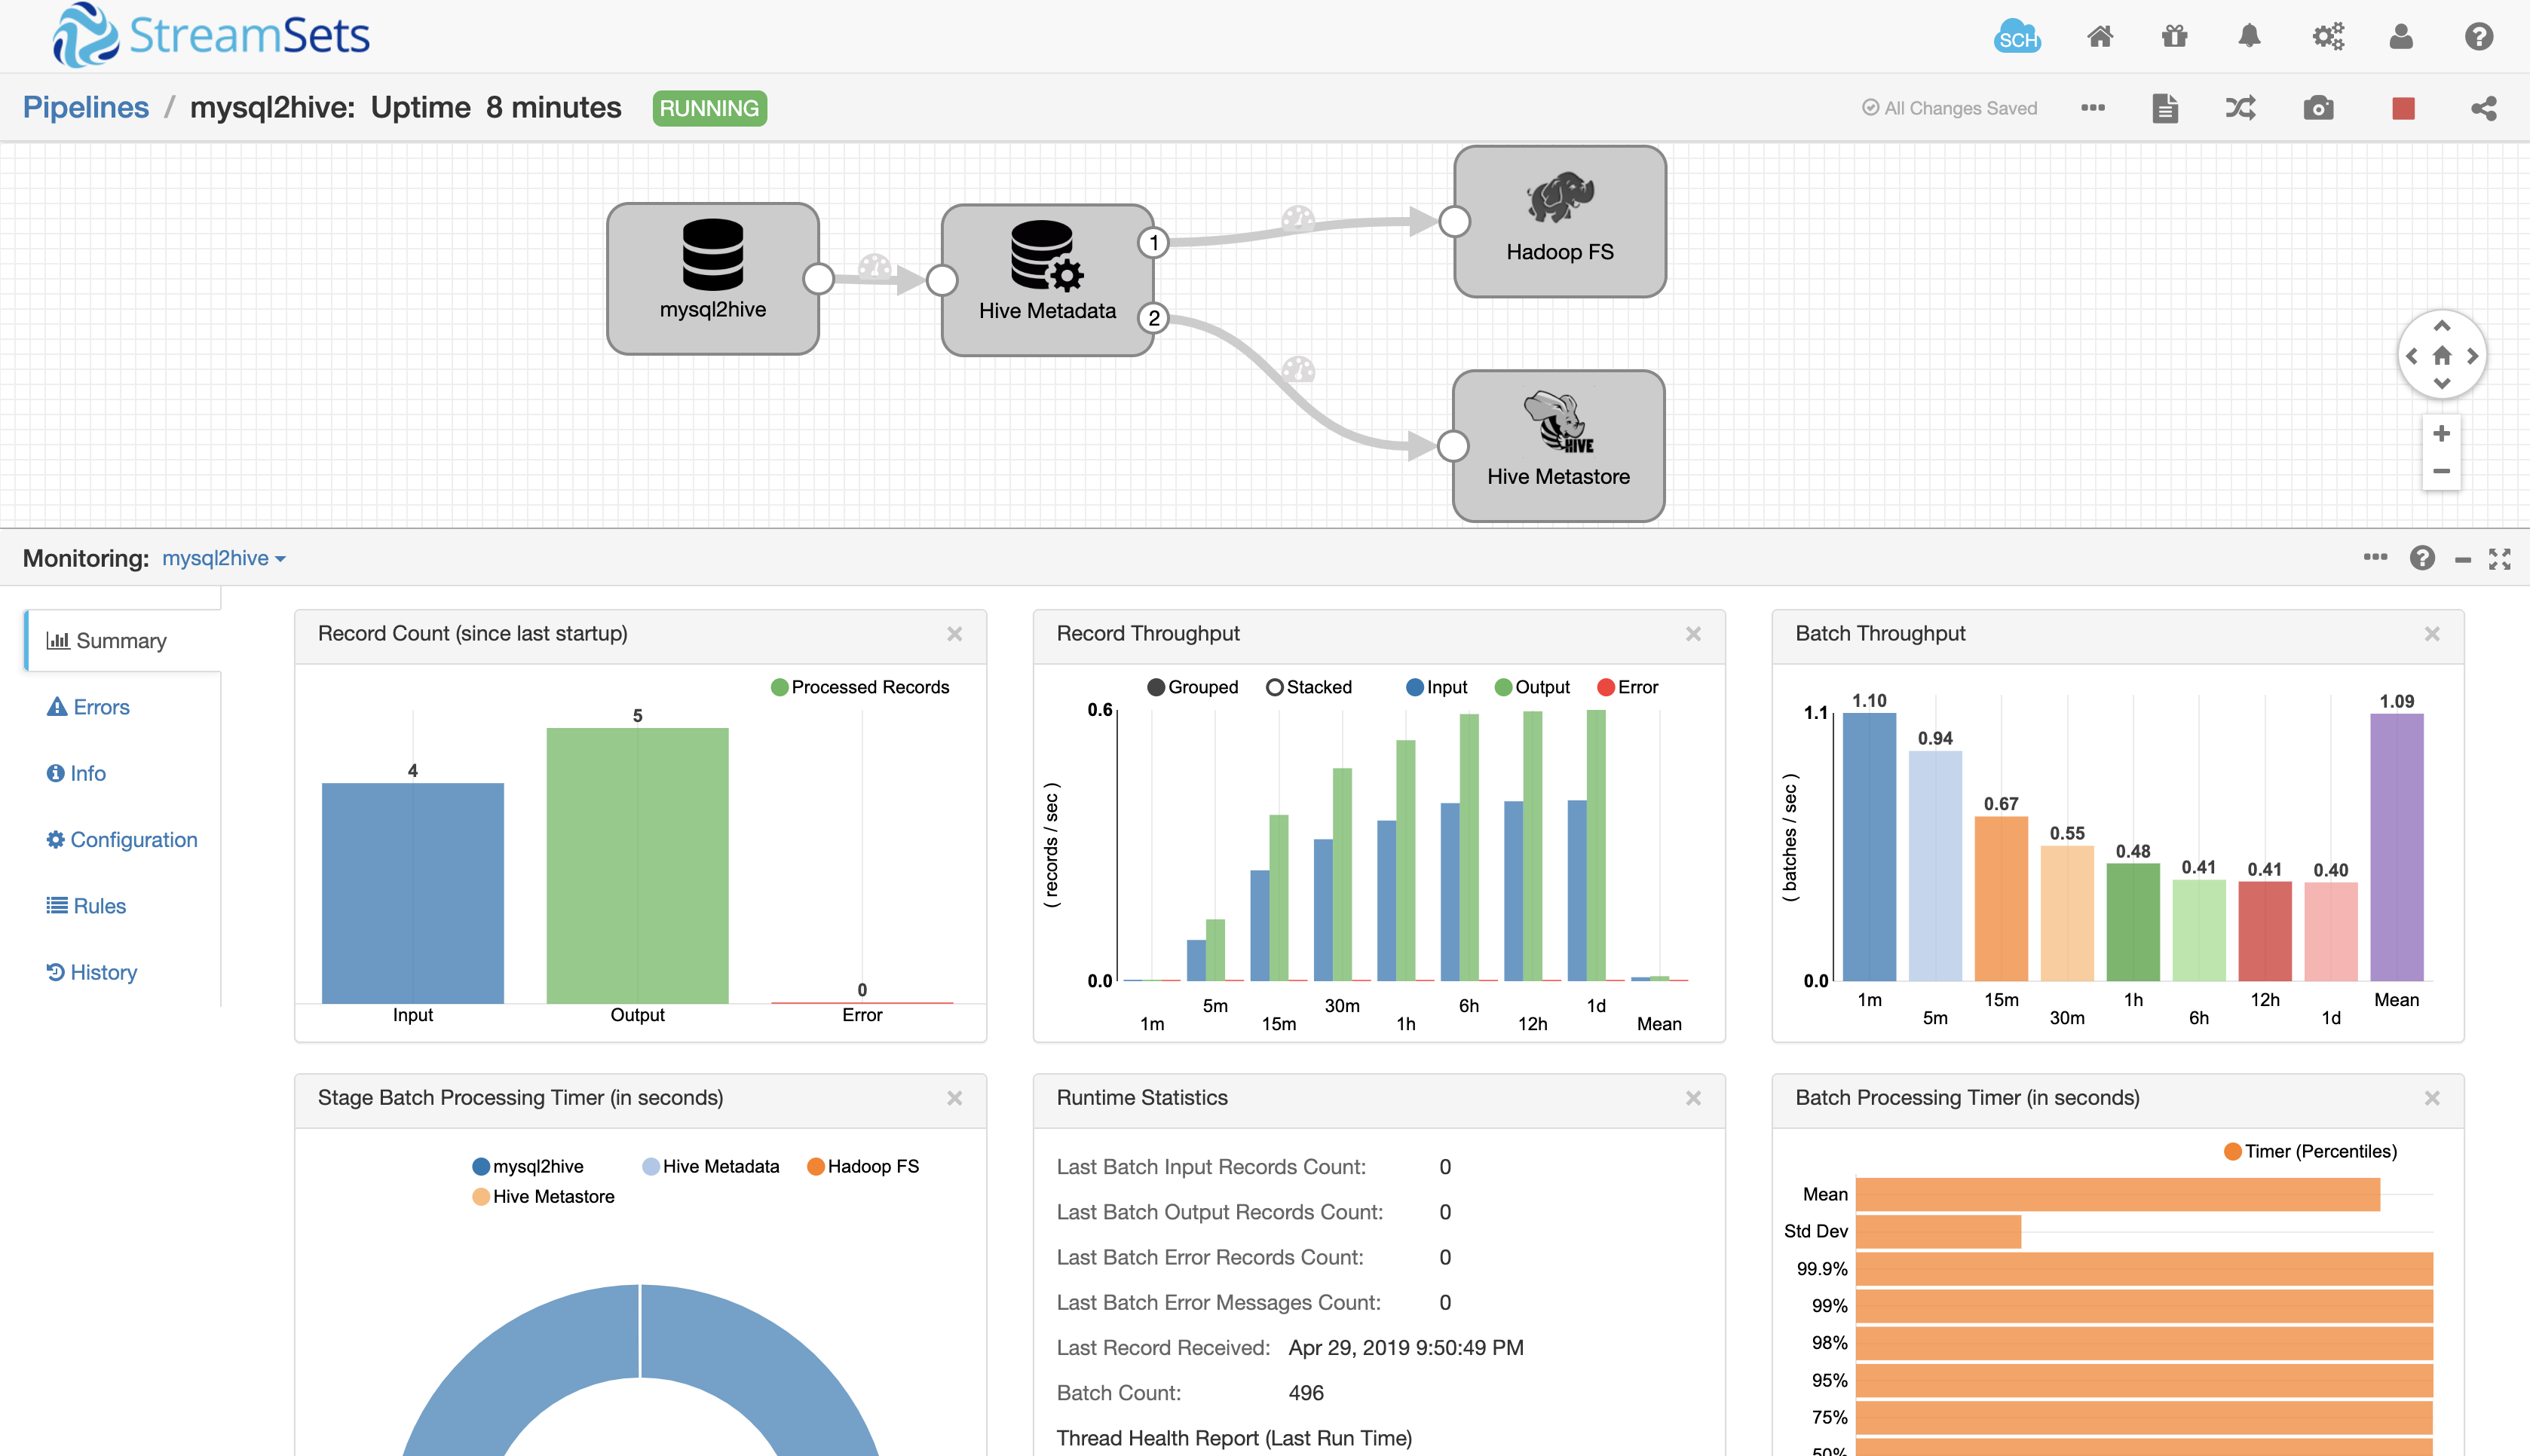 StreamSets
SCH
Pipelines / mysql2hive: Uptime 8 minutes RUNNING
All Changes Saved
mysql2hive
Hive Metadata
1
2
Hadoop FS
HIVE
Hive Metastore
Monitoring: mysql2hive
Summary
Errors
Info
Configuration
Rules
History
Record Count (since last startup)
Processed Records
4
5
0
Input
Output
Error
Record Throughput
Grouped
Stacked
Input
Output
Error
0.6
( records / sec )
0.0
1m
5m
15m
30m
1h
6h
12h
1d
Mean
Batch Throughput
1.1
( batches / sec )
0.0
1.10
0.94
0.67
0.55
0.48
0.41
0.41
0.40
1.09
1m
5m
15m
30m
1h
6h
12h
1d
Mean
Stage Batch Processing Timer (in seconds)
mysql2hive
Hive Metadata
Hadoop FS
Hive Metastore
Runtime Statistics
Last Batch Input Records Count: 0
Last Batch Output Records Count: 0
Last Batch Error Records Count: 0
Last Batch Error Messages Count: 0
Last Record Received: Apr 29, 2019 9:50:49 PM
Batch Count: 496
Thread Health Report (Last Run Time)
Batch Processing Timer (in seconds)
Timer (Percentiles)
Mean
Std Dev
99.9%
99%
98%
95%
75%
50%